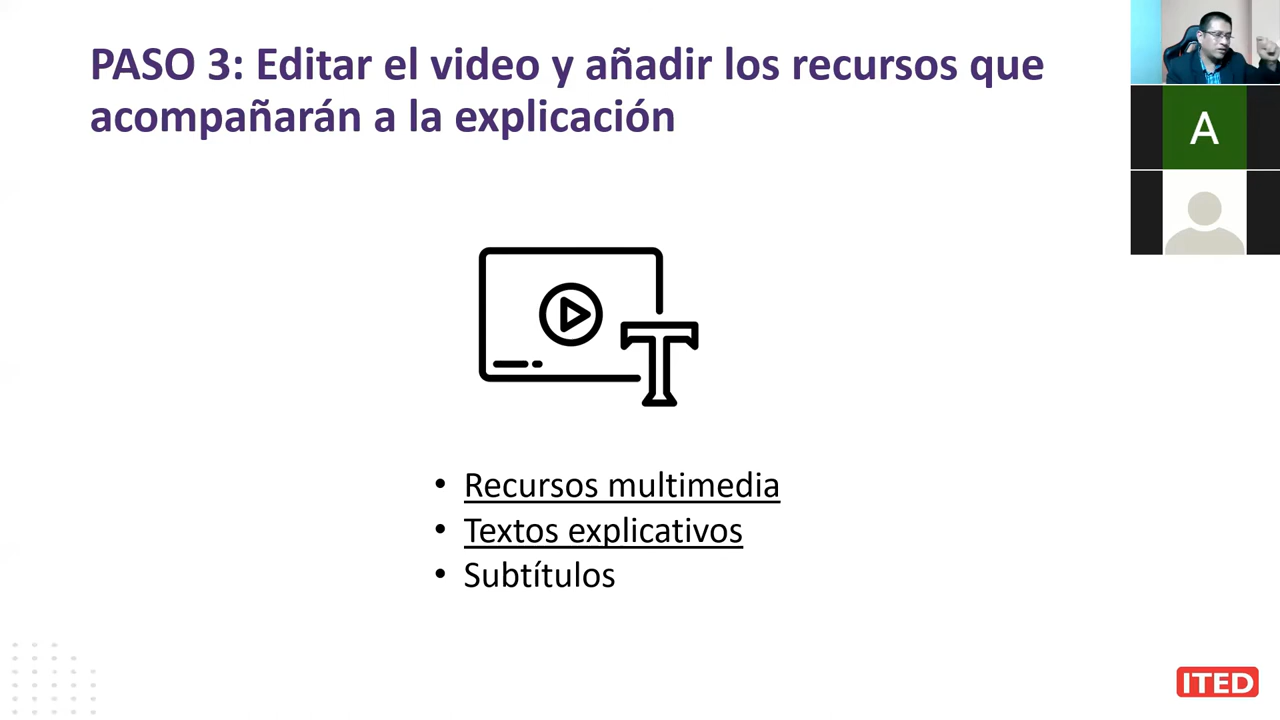 PASO 3: Editar el video y añadir los recursos que
acompañarán a la explicación
A
T
• Recursos multimedia
• Textos explicativos
• Subtítulos
ITED